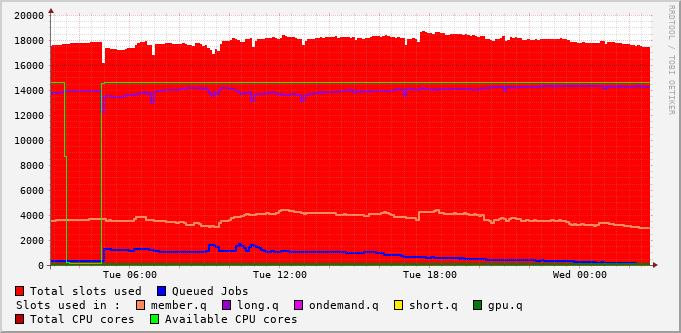 20000
18000
16000
14000
12000
10000
8000
6000
4000
2000
0
Tue 06:00 Tue 12:00 Tue 18:00 Wed 00:00
RRDTOOL / TOBI OETIKER
Total slots used Queued Jobs
Slots used in : member.q long.q ondemand.q short.q gpu.q
Total CPU cores Available CPU cores